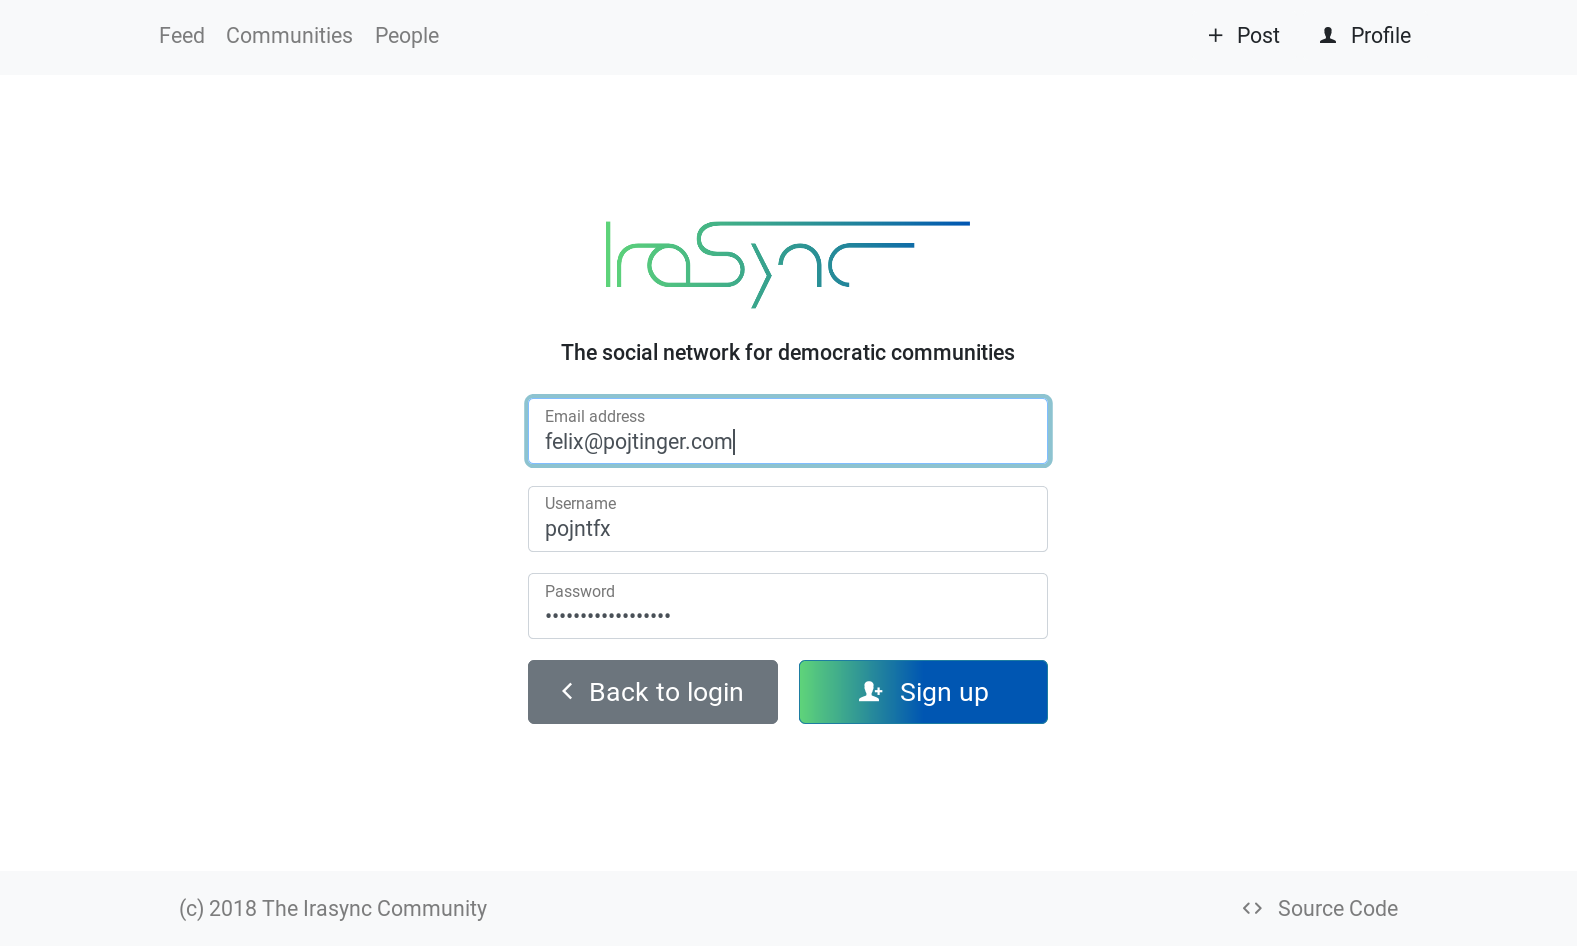 Feed Communities People Post Profile
IraSync
The social network for democratic communities
Email address
felix@pojtinger.com
Username
pojntfx
Password
••••••••••••••••••
Back to login Sign up
(c) 2018 The Irasync Community Source Code